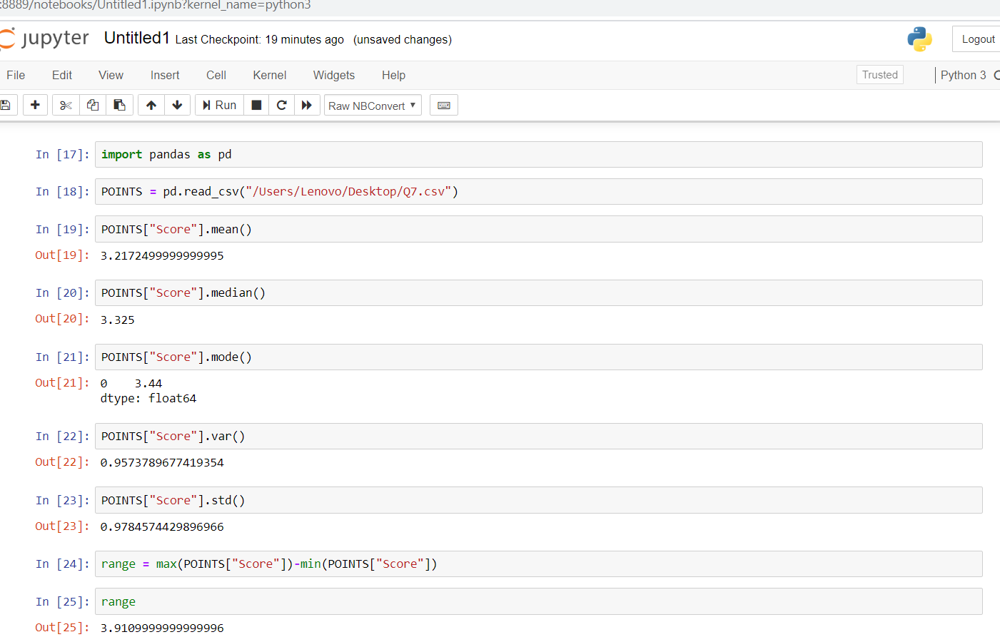 :8889/notebooks/Untitled1.ipynb?kernel_name=python3
jupyter Untitled1 Last Checkpoint: 19 minutes ago (unsaved changes) Logout
File Edit View Insert Cell Kernel Widgets Help Trusted Python 3
Run Raw NBConvert
In [17]: import pandas as pd
In [18]: POINTS = pd.read_csv("/Users/Lenovo/Desktop/Q7.csv")
In [19]: POINTS["Score"].mean()
Out[19]: 3.2172499999999995
In [20]: POINTS["Score"].median()
Out[20]: 3.325
In [21]: POINTS["Score"].mode()
Out[21]: 0 3.44
dtype: float64
In [22]: POINTS["Score"].var()
Out[22]: 0.9573789677419354
In [23]: POINTS["Score"].std()
Out[23]: 0.9784574429896966
In [24]: range = max(POINTS["Score"])-min(POINTS["Score"])
In [25]: range
Out[25]: 3.9109999999999996